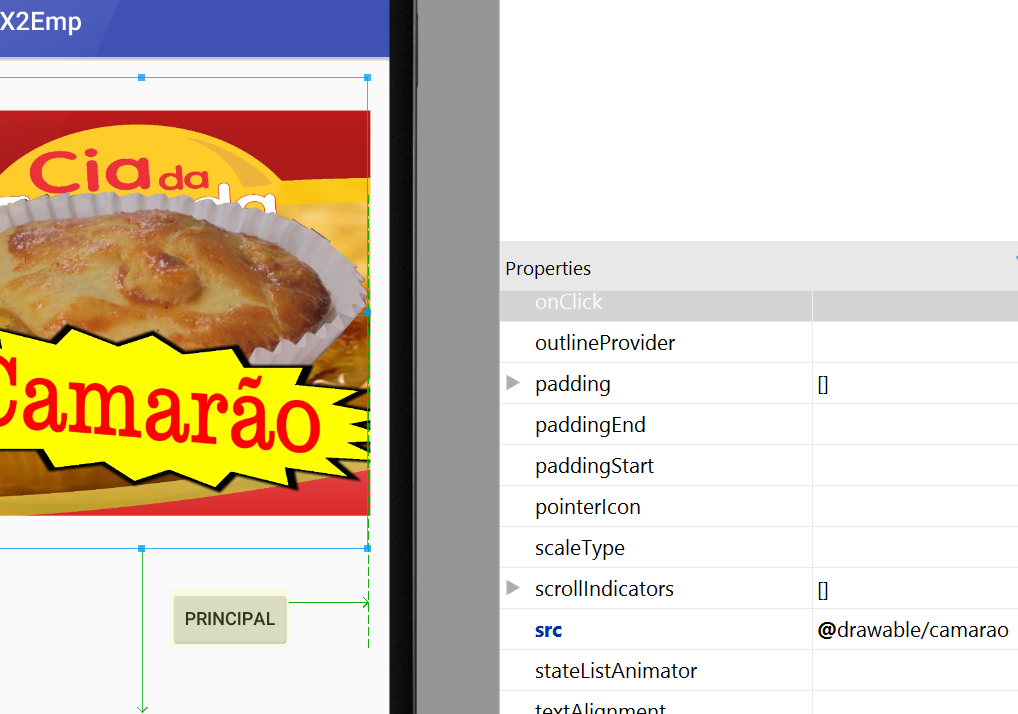 X2Emp
Cia da
Camarão
PRINCIPAL
Properties
onClick
outlineProvider
padding []
paddingEnd
paddingStart
pointerIcon
scaleType
scrollIndicators []
src @drawable/camarao
stateListAnimator
textAlignment